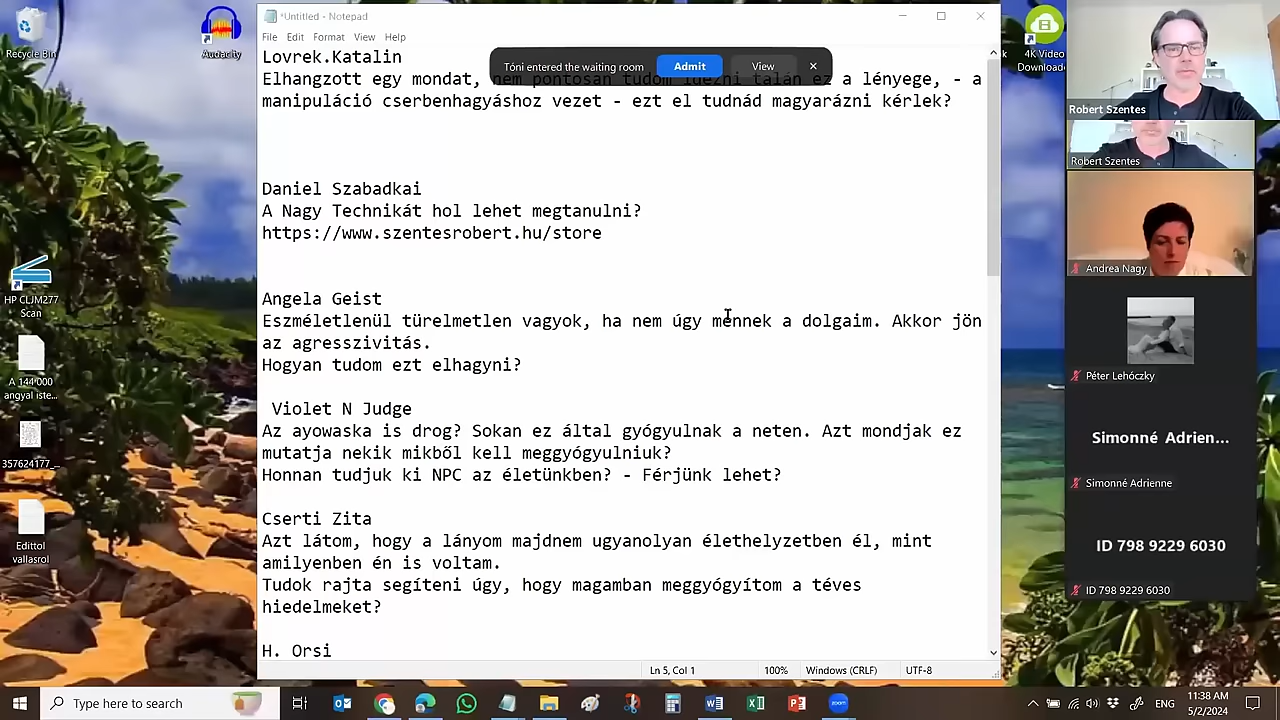 *Untitled - Notepad
File Edit Format View Help
Lovrek.Katalin
Elhangzott egy mondat, nem pontosan tudom idézni talán ez a lényege, - a
manipuláció cserbenhagyáshoz vezet - ezt el tudnád magyarázni kérlek?
Daniel Szabadkai
A Nagy Technikát hol lehet megtanulni?
https://www.szentesrobert.hu/store
Angela Geist
Eszméletlenül türelmetlen vagyok, ha nem úgy mennek a dolgaim. Akkor jön
az agresszivitás.
Hogyan tudom ezt elhagyni?
Violet N Judge
Az ayowaska is drog? Sokan ez által gyógyulnak a neten. Azt mondjak ez
mutatja nekik mikből kell meggyógyulniuk?
Honnan tudjuk ki NPC az életünkben? - Férjünk lehet?
Cserti Zita
Azt látom, hogy a lányom majdnem ugyanolyan élethelyzetben él, mint
amilyenben én is voltam.
Tudok rajta segíteni úgy, hogy magamban meggyógyítom a téves
hiedelmeket?
H. Orsi
Ln 5, Col 1 100% Windows (CRLF) UTF-8
Tóni entered the waiting room Admit View
Recycle Bin
Audacity
HP CLJM277
Scan
A 144 000
angyal iste...
357624177_...
Edittol
vallasrol
4K Video
Download...
Robert Szentes
Robert Szentes
Andrea Nagy
Péter Lehóczky
Simonné Adrien...
Simonné Adrienne
ID 798 9229 6030
ID 798 9229 6030
Type here to search
ENG
11:38 AM
5/2/2024